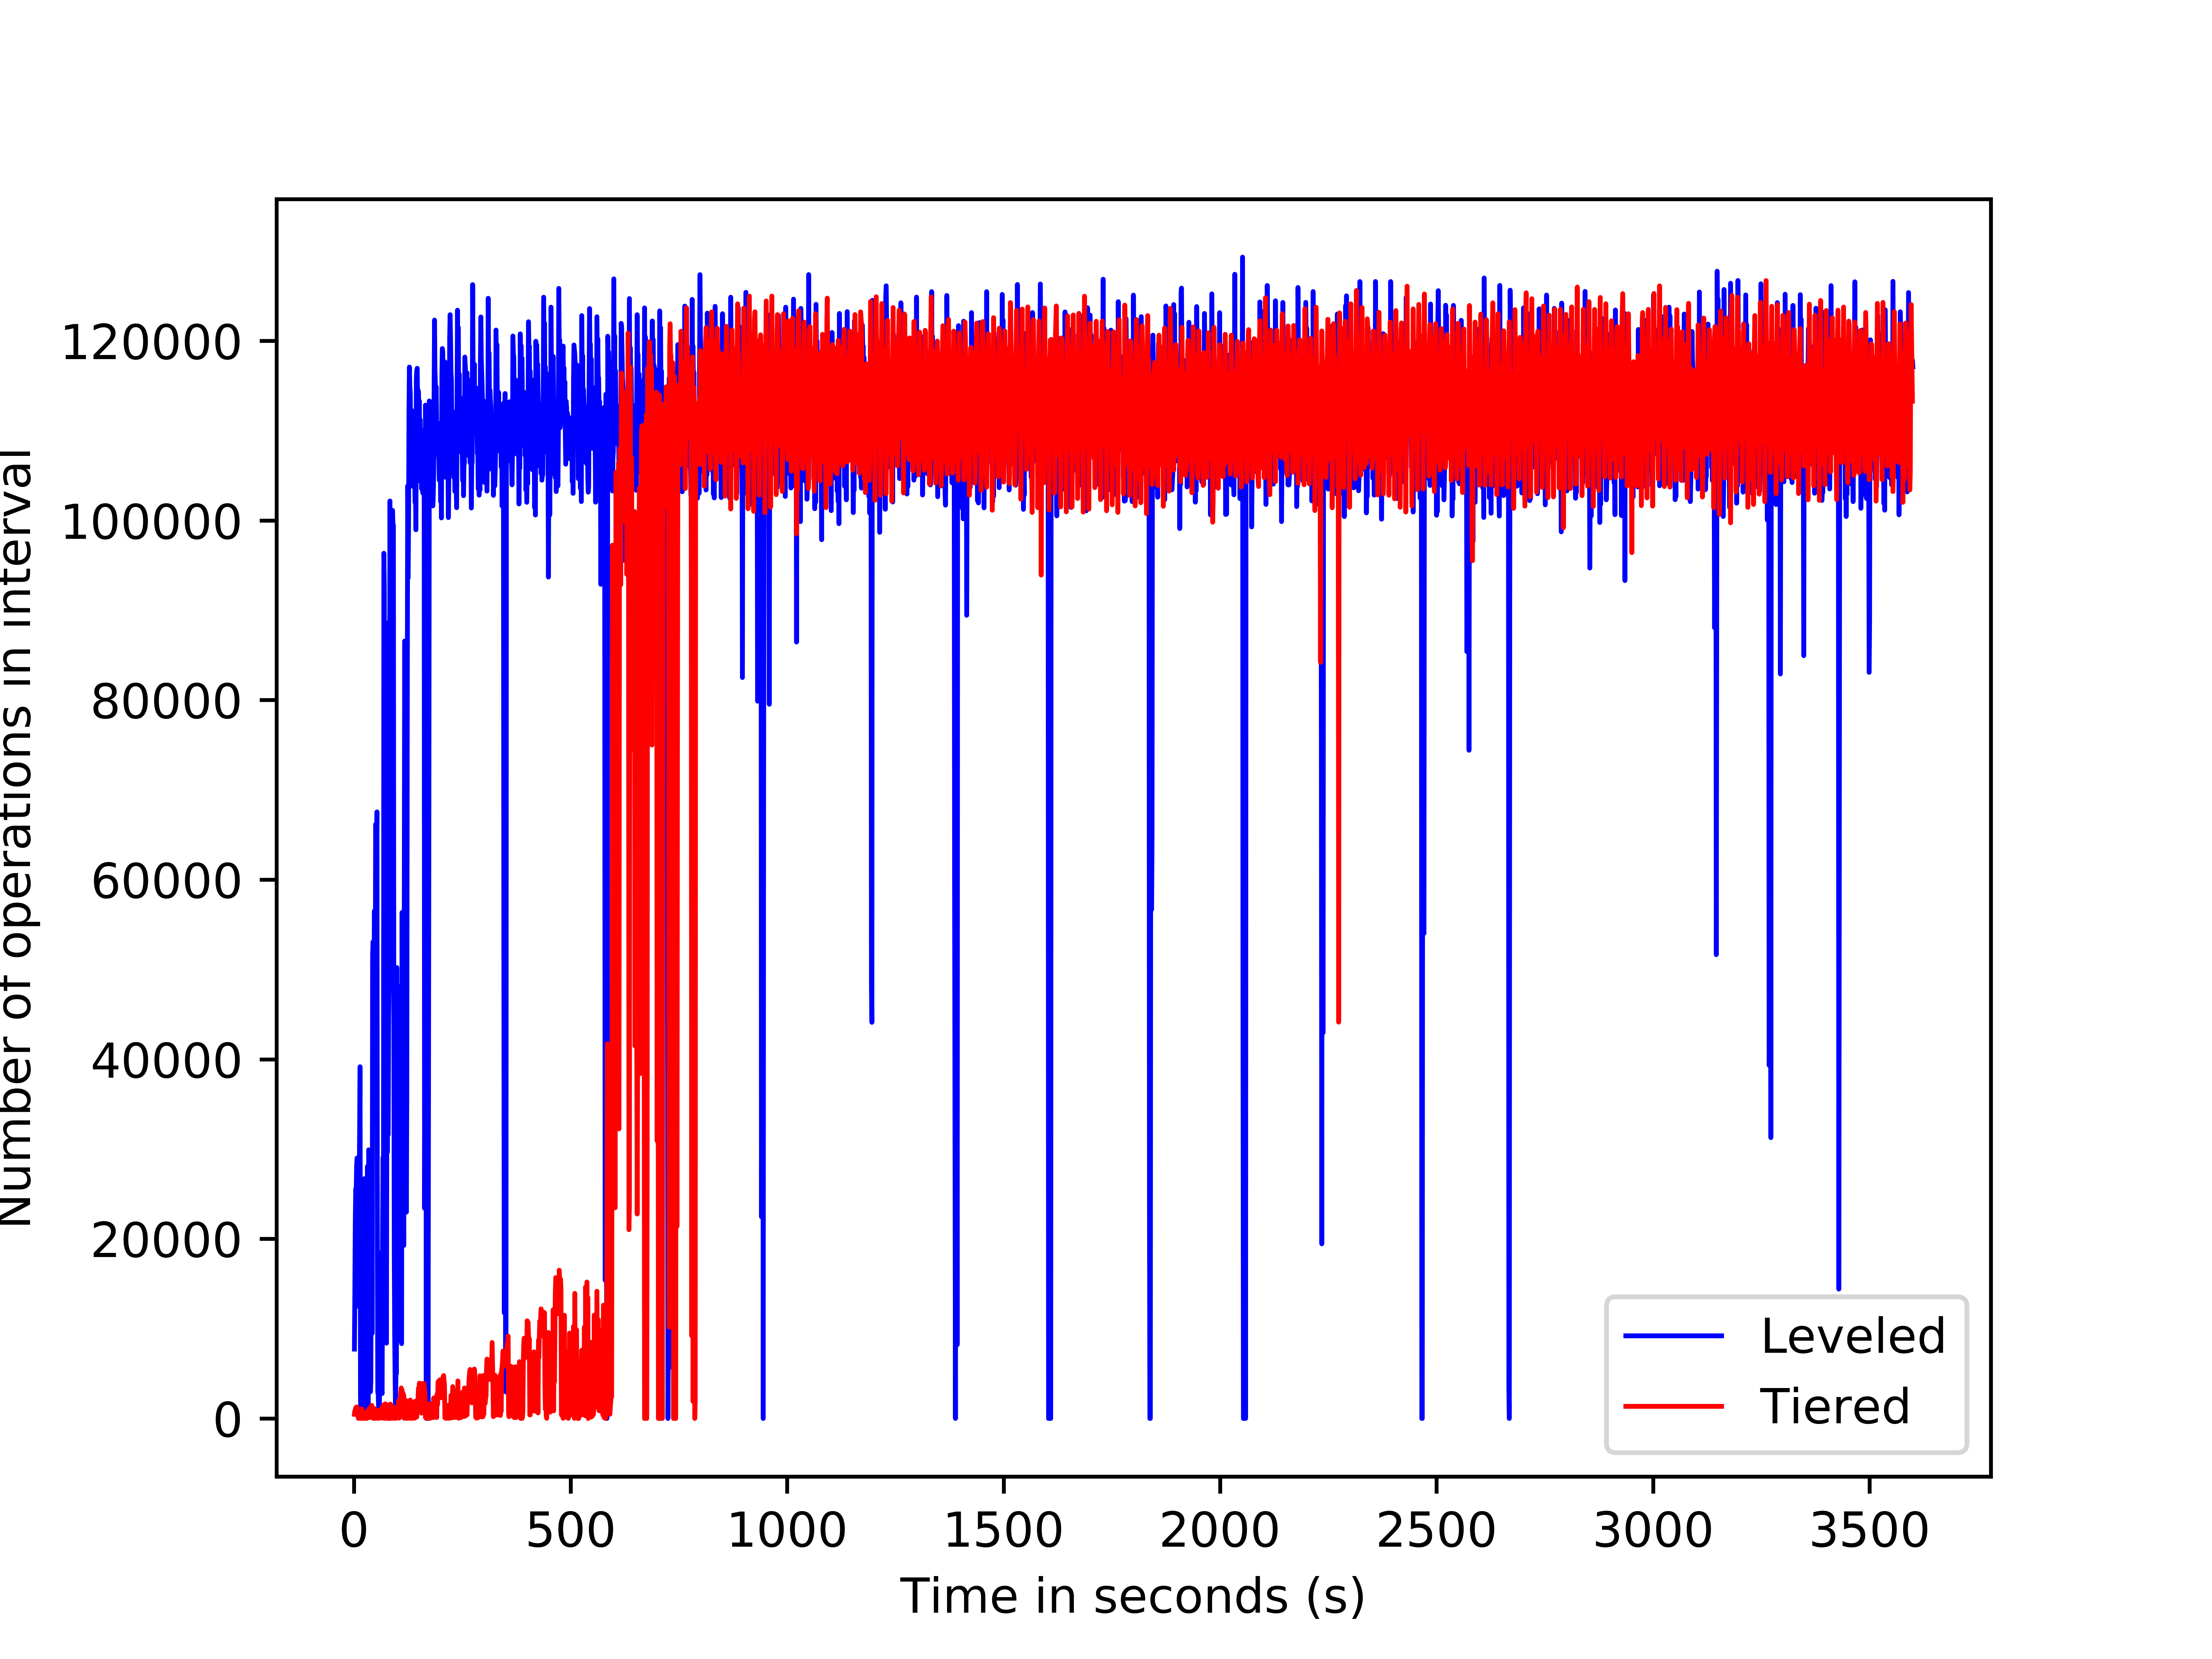 Number of operations in interval
120000
100000
80000
60000
40000
20000
0
0 500 1000 1500 2000 2500 3000 3500
Time in seconds (s)
Leveled
Tiered